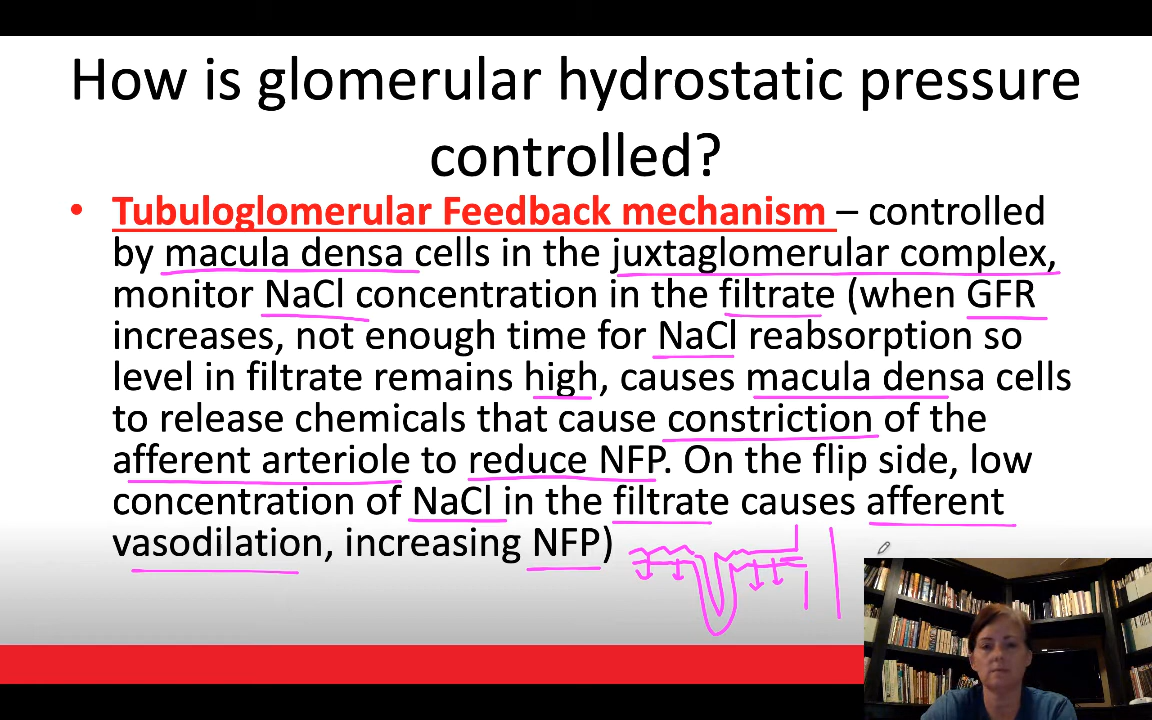 How is glomerular hydrostatic pressure
controlled?
• Tubuloglomerular Feedback mechanism – controlled
by macula densa cells in the juxtaglomerular complex,
monitor NaCl concentration in the filtrate (when GFR
increases, not enough time for NaCl reabsorption so
level in filtrate remains high, causes macula densa cells
to release chemicals that cause constriction of the
afferent arteriole to reduce NFP. On the flip side, low
concentration of NaCl in the filtrate causes afferent
vasodilation, increasing NFP)